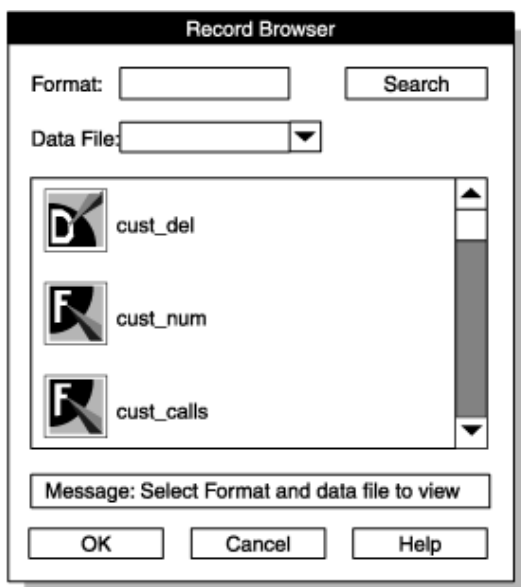 Record Browser
Format:
Search
Data File:
D
cust_del
F
cust_num
F
cust_calls
Message: Select Format and data file to view
OK Cancel Help